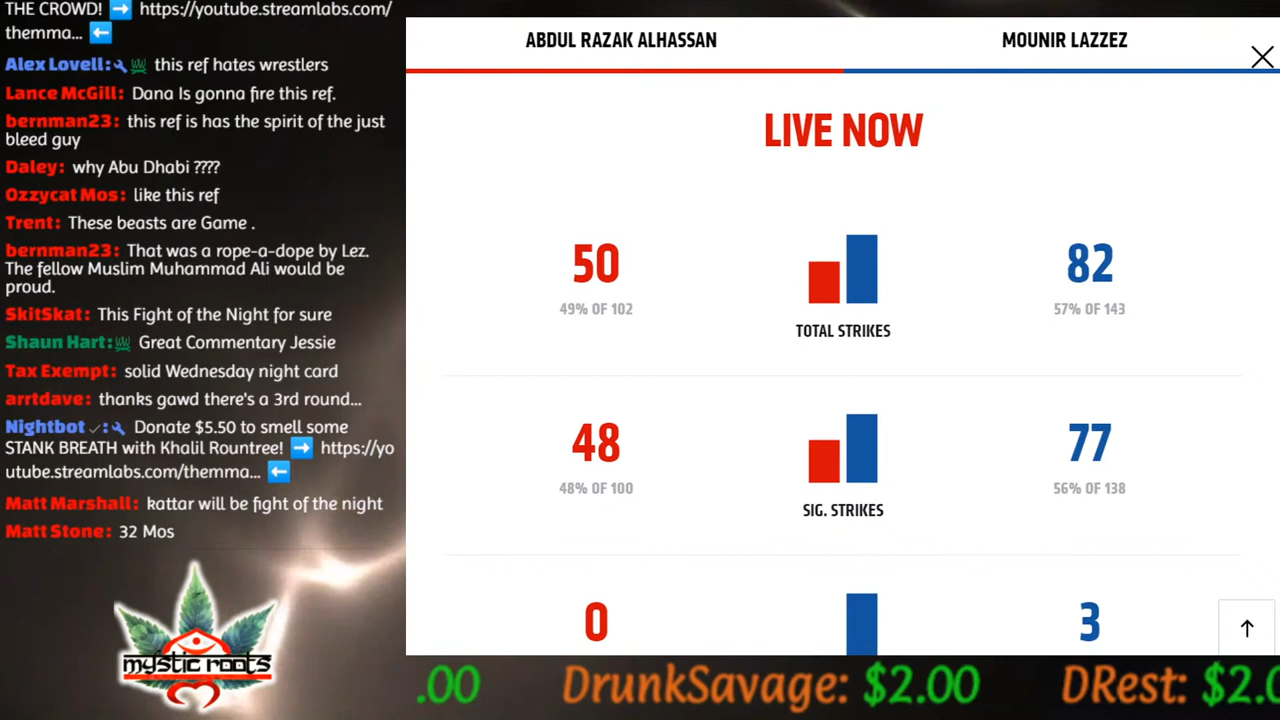 THE CROWD! ➡ https://youtube.streamlabs.com/
themma... ⬅
Alex Lovell: this ref hates wrestlers
Lance McGill: Dana Is gonna fire this ref.
bernman23: this ref is has the spirit of the just
bleed guy
Daley: why Abu Dhabi ????
Ozzycat Mos: like this ref
Trent: These beasts are Game .
bernman23: That was a rope-a-dope by Lez.
The fellow Muslim Muhammad Ali would be
proud.
SkitSkat: This Fight of the Night for sure
Shaun Hart: Great Commentary Jessie
Tax Exempt: solid Wednesday night card
arrtdave: thanks gawd there's a 3rd round...
Nightbot ✓: Donate $5.50 to smell some
STANK BREATH with Khalil Rountree! ➡ https://yo
utube.streamlabs.com/themma... ⬅
Matt Marshall: kattar will be fight of the night
Matt Stone: 32 Mos
mystic roots
ABDUL RAZAK ALHASSAN MOUNIR LAZZEZ
LIVE NOW
50 82
49% OF 102 57% OF 143
TOTAL STRIKES
48 77
48% OF 100 56% OF 138
SIG. STRIKES
0 3
.00 DrunkSavage: $2.00 DRest: $2.0